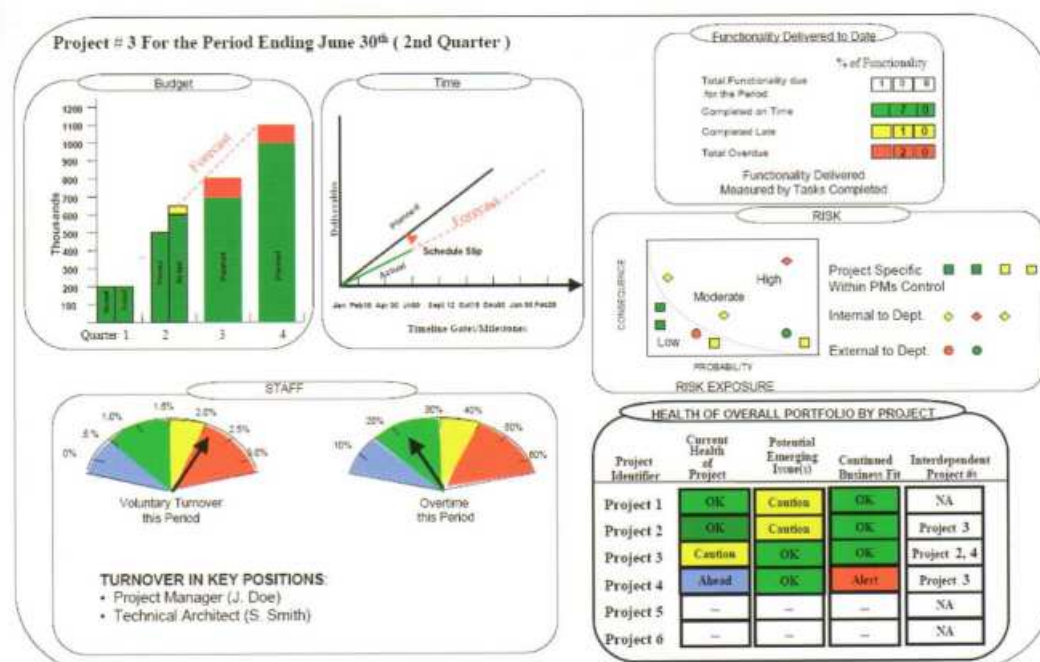 Project # 3 For the Period Ending June 30th ( 2nd Quarter )
Budget
1200
1100
1000
900
800
700
600
500
400
300
200
100
Thousands
Forecast
Planned
Planned
Quarter 1
2
3
4
Time
Deliverables
Planned
Forecast
Schedule Slip
Actual
Timeline Gates/Milestones
Functionality Delivered to Date
% of Functionality
Total Functionality due
for the Period
Completed on Time
7 0
Completed Late
1 0
Total Overdue
2 0
Functionality Delivered
Measured by Tasks Completed
RISK
CONSEQUENCE
High
Moderate
Low
PROBABILITY
RISK EXPOSURE
Project Specific
Within PMs Control
Internal to Dept.
External to Dept.
STAFF
0%
.5%
1.0%
1.5%
2.0%
2.5%
Voluntary Turnover
this Period
10%
20%
30%
40%
50%
60%
Overtime
this Period
TURNOVER IN KEY POSITIONS:
• Project Manager (J. Doe)
• Technical Architect (S. Smith)
HEALTH OF OVERALL PORTFOLIO BY PROJECT
Project Identifier Current Health of Project Potential Emerging Issue(s) Continued Business Fit Interdependent Project #s
Project 1 OK Caution OK NA
Project 2 OK Caution OK Project 3
Project 3 Caution OK OK Project 2, 4
Project 4 Ahead OK Alert Project 3
Project 5 ... ... ... NA
Project 6 ... ... ... NA